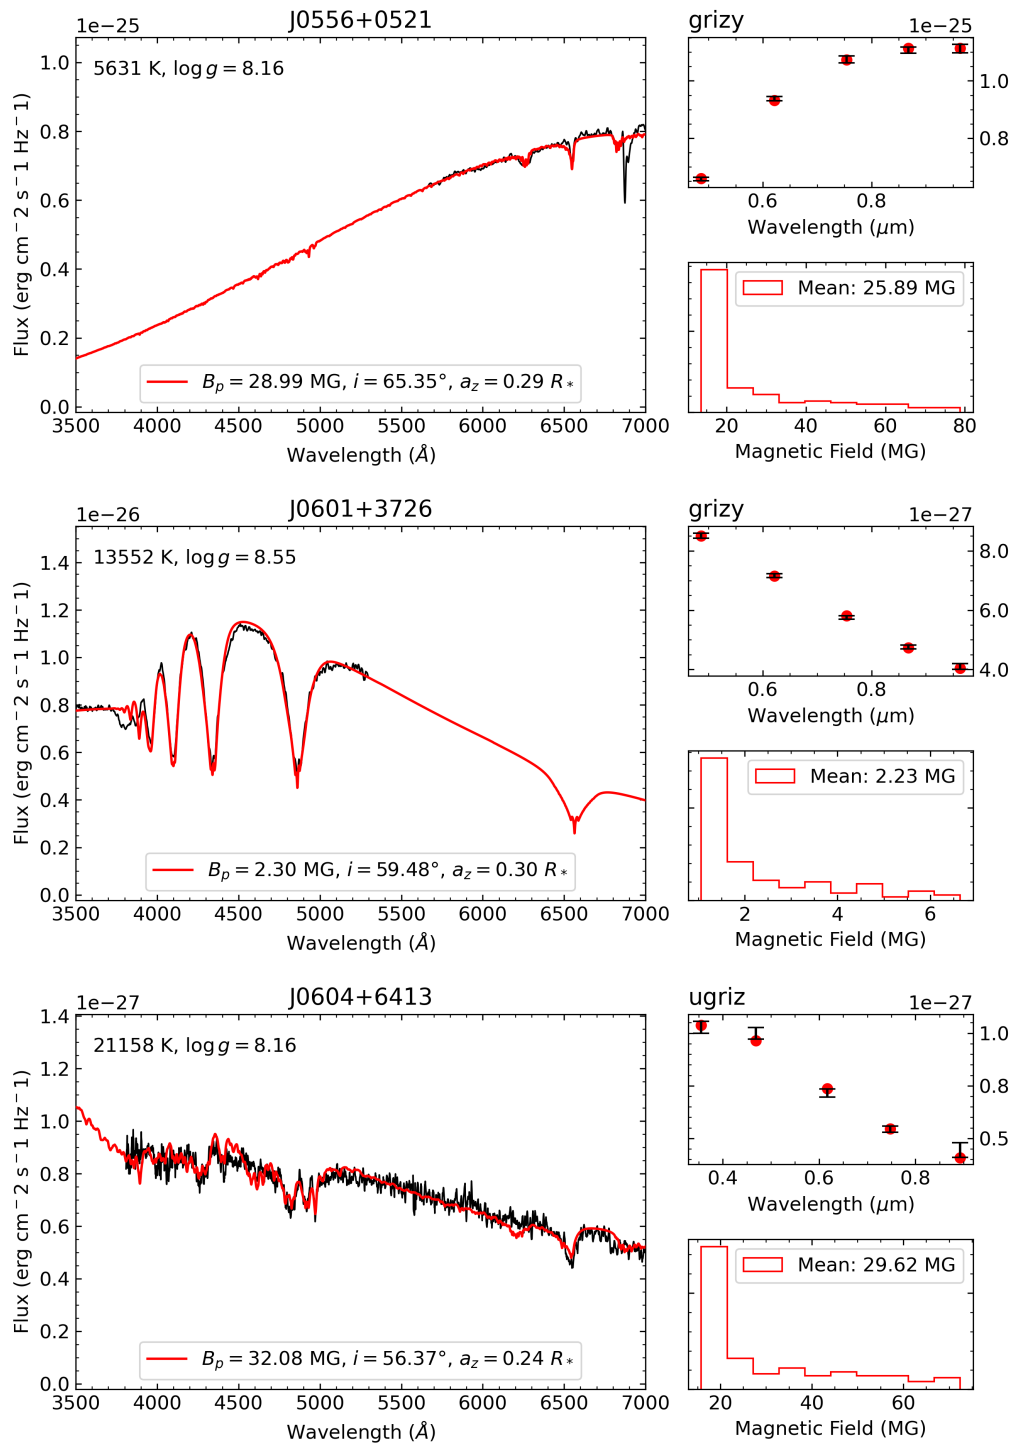 1e−25
J0556+0521
5631 K, log g = 8.16
1.0
0.8
0.6
0.4
0.2
0.0
Flux (erg cm−2 s−1 Hz−1)
B_p = 28.99 MG, i = 65.35°, a_z = 0.29 R_*
3500 4000 4500 5000 5500 6000 6500 7000
Wavelength (Å)
grizy
1e−25
1.0
0.8
0.6 0.8
Wavelength (μm)
Mean: 25.89 MG
20 40 60 80
Magnetic Field (MG)
1e−26
J0601+3726
13552 K, log g = 8.55
1.4
1.2
1.0
0.8
0.6
0.4
0.2
0.0
Flux (erg cm−2 s−1 Hz−1)
B_p = 2.30 MG, i = 59.48°, a_z = 0.30 R_*
3500 4000 4500 5000 5500 6000 6500 7000
Wavelength (Å)
grizy
1e−27
8.0
6.0
4.0
0.6 0.8
Wavelength (μm)
Mean: 2.23 MG
2 4 6
Magnetic Field (MG)
1e−27
J0604+6413
21158 K, log g = 8.16
1.4
1.2
1.0
0.8
0.6
0.4
0.2
0.0
Flux (erg cm−2 s−1 Hz−1)
B_p = 32.08 MG, i = 56.37°, a_z = 0.24 R_*
3500 4000 4500 5000 5500 6000 6500 7000
Wavelength (Å)
ugriz
1e−27
1.0
0.8
0.5
0.4 0.6 0.8
Wavelength (μm)
Mean: 29.62 MG
20 40 60
Magnetic Field (MG)